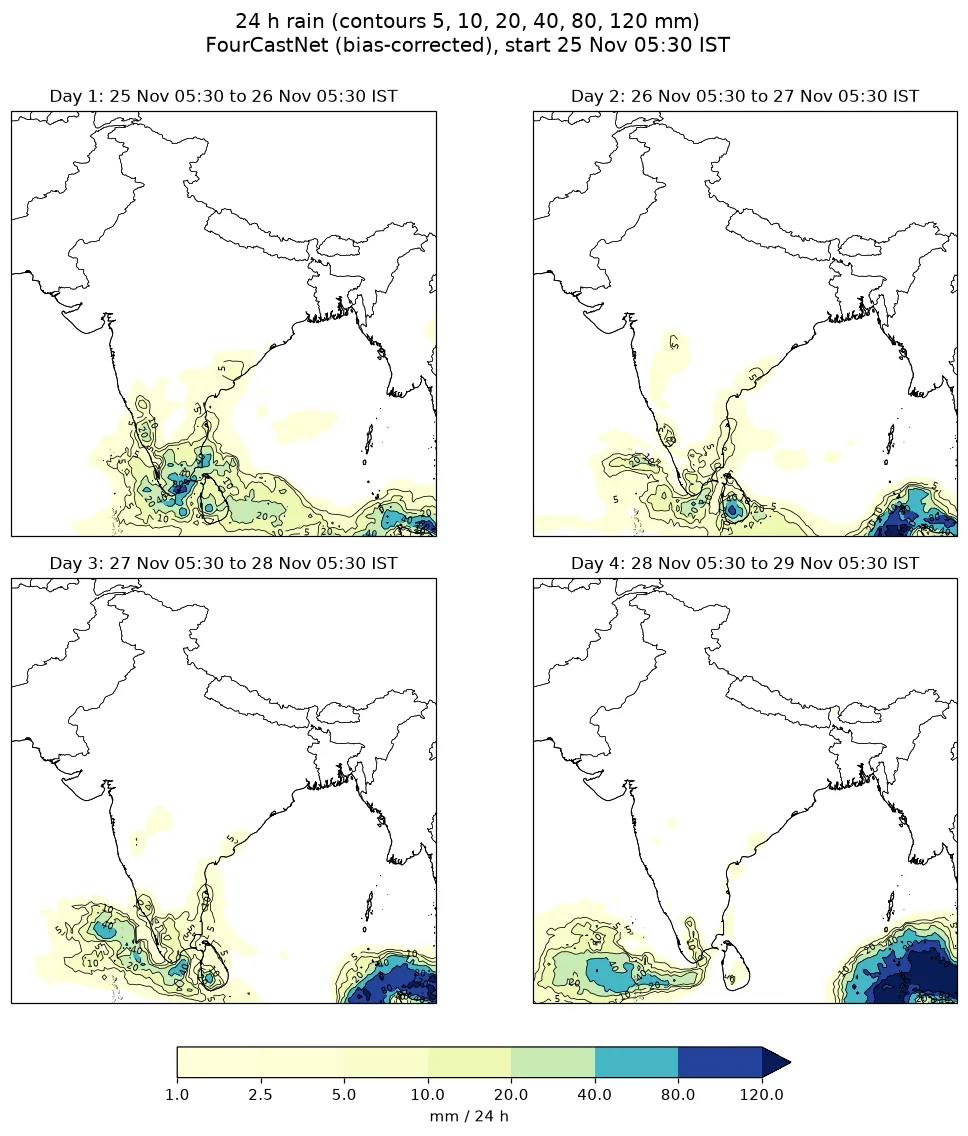 24 h rain (contours 5, 10, 20, 40, 80, 120 mm)
FourCastNet (bias-corrected), start 25 Nov 05:30 IST
Day 1: 25 Nov 05:30 to 26 Nov 05:30 IST
Day 2: 26 Nov 05:30 to 27 Nov 05:30 IST
Day 3: 27 Nov 05:30 to 28 Nov 05:30 IST
Day 4: 28 Nov 05:30 to 29 Nov 05:30 IST
1.0 2.5 5.0 10.0 20.0 40.0 80.0 120.0
mm / 24 h